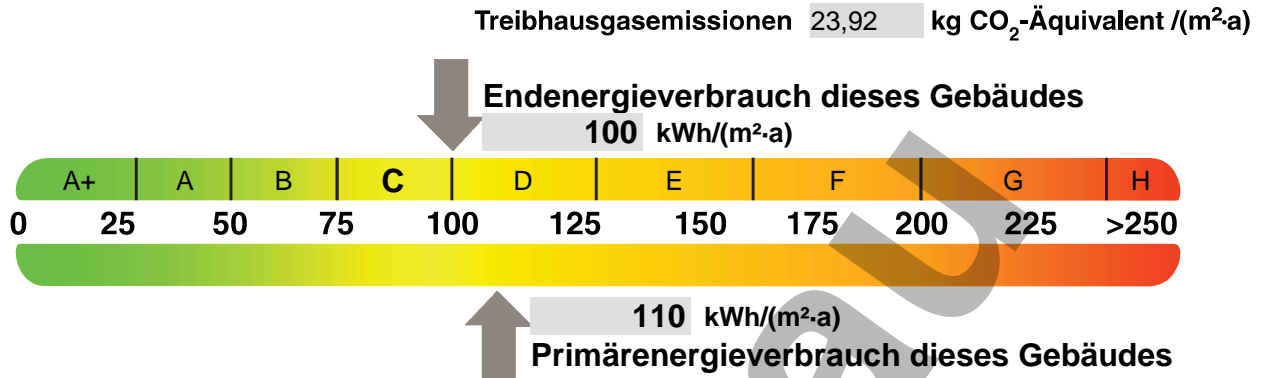 Treibhausgasemissionen 23,92 kg CO₂-Äquivalent /(m²·a)
Endenergieverbrauch dieses Gebäudes
100 kWh/(m²·a)
A+ A B C D E F G H
0 25 50 75 100 125 150 175 200 225 >250
110 kWh/(m²·a)
Primärenergieverbrauch dieses Gebäudes
au